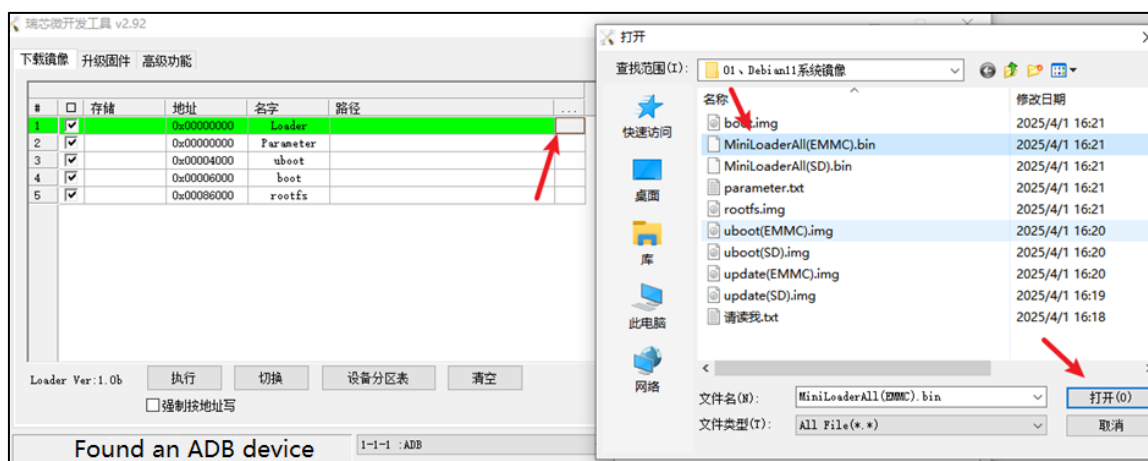 瑞芯微开发工具 v2.92
下载镜像 升级固件 高级功能
# 存储 地址 名字 路径 ...
1 0x00000000 Loader
2 0x00000000 Parameter
3 0x00004000 uboot
4 0x00006000 boot
5 0x00086000 rootfs
Loader Ver:1.0b 执行 切换 设备分区表 清空
强制按地址写
Found an ADB device 1-1-1 :ADB
打开
查找范围(I): 01、Debian11系统镜像
快速访问
桌面
库
此电脑
网络
名称 修改日期
boot.img 2025/4/1 16:21
MiniLoaderAll(EMMC).bin 2025/4/1 16:21
MiniLoaderAll(SD).bin 2025/4/1 16:21
parameter.txt 2025/4/1 16:21
rootfs.img 2025/4/1 16:21
uboot(EMMC).img 2025/4/1 16:20
uboot(SD).img 2025/4/1 16:20
update(EMMC).img 2025/4/1 16:20
update(SD).img 2025/4/1 16:19
请读我.txt 2025/4/1 16:18
文件名(N): MiniLoaderAll(EMMC).bin 打开(O)
文件类型(T): All File(*.*) 取消